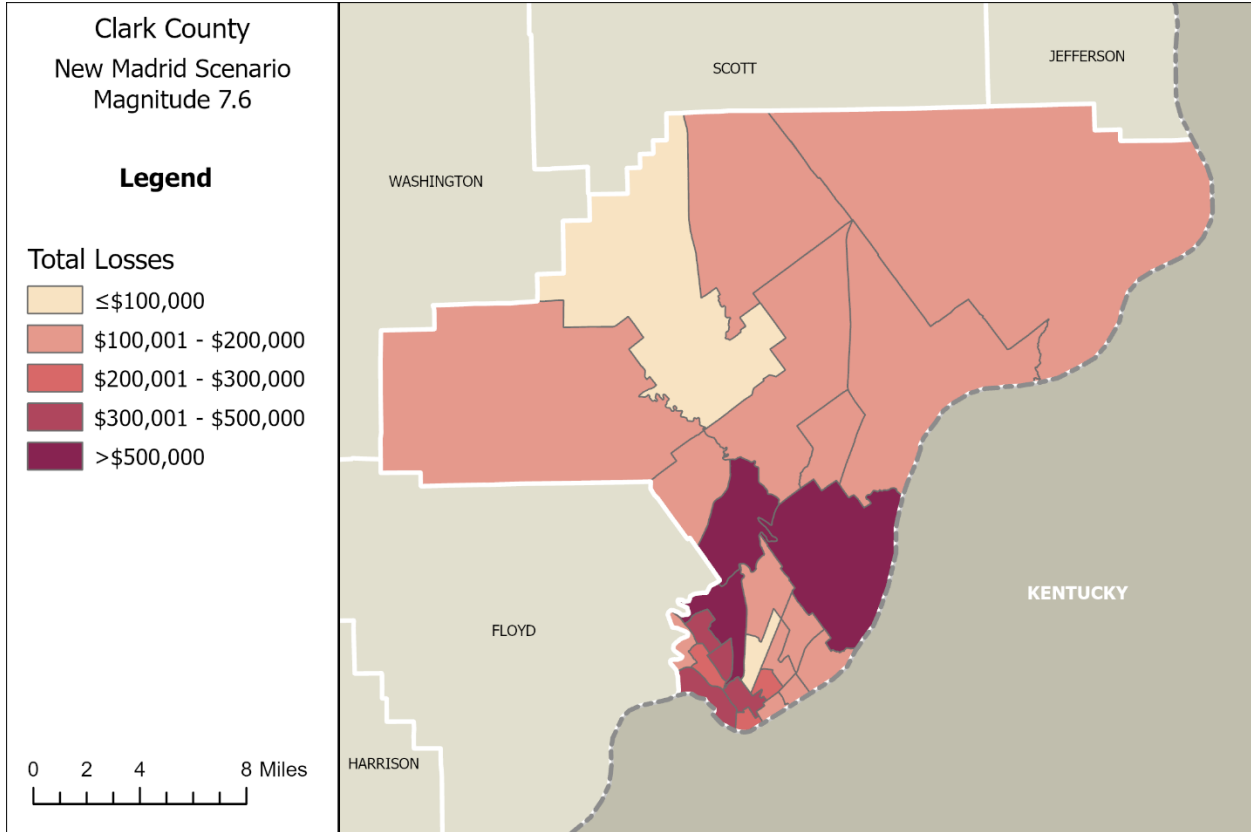 Clark County
New Madrid Scenario
Magnitude 7.6
Legend
Total Losses
≤$100,000
$100,001 - $200,000
$200,001 - $300,000
$300,001 - $500,000
>$500,000
0 2 4 8 Miles
SCOTT
JEFFERSON
WASHINGTON
KENTUCKY
FLOYD
HARRISON